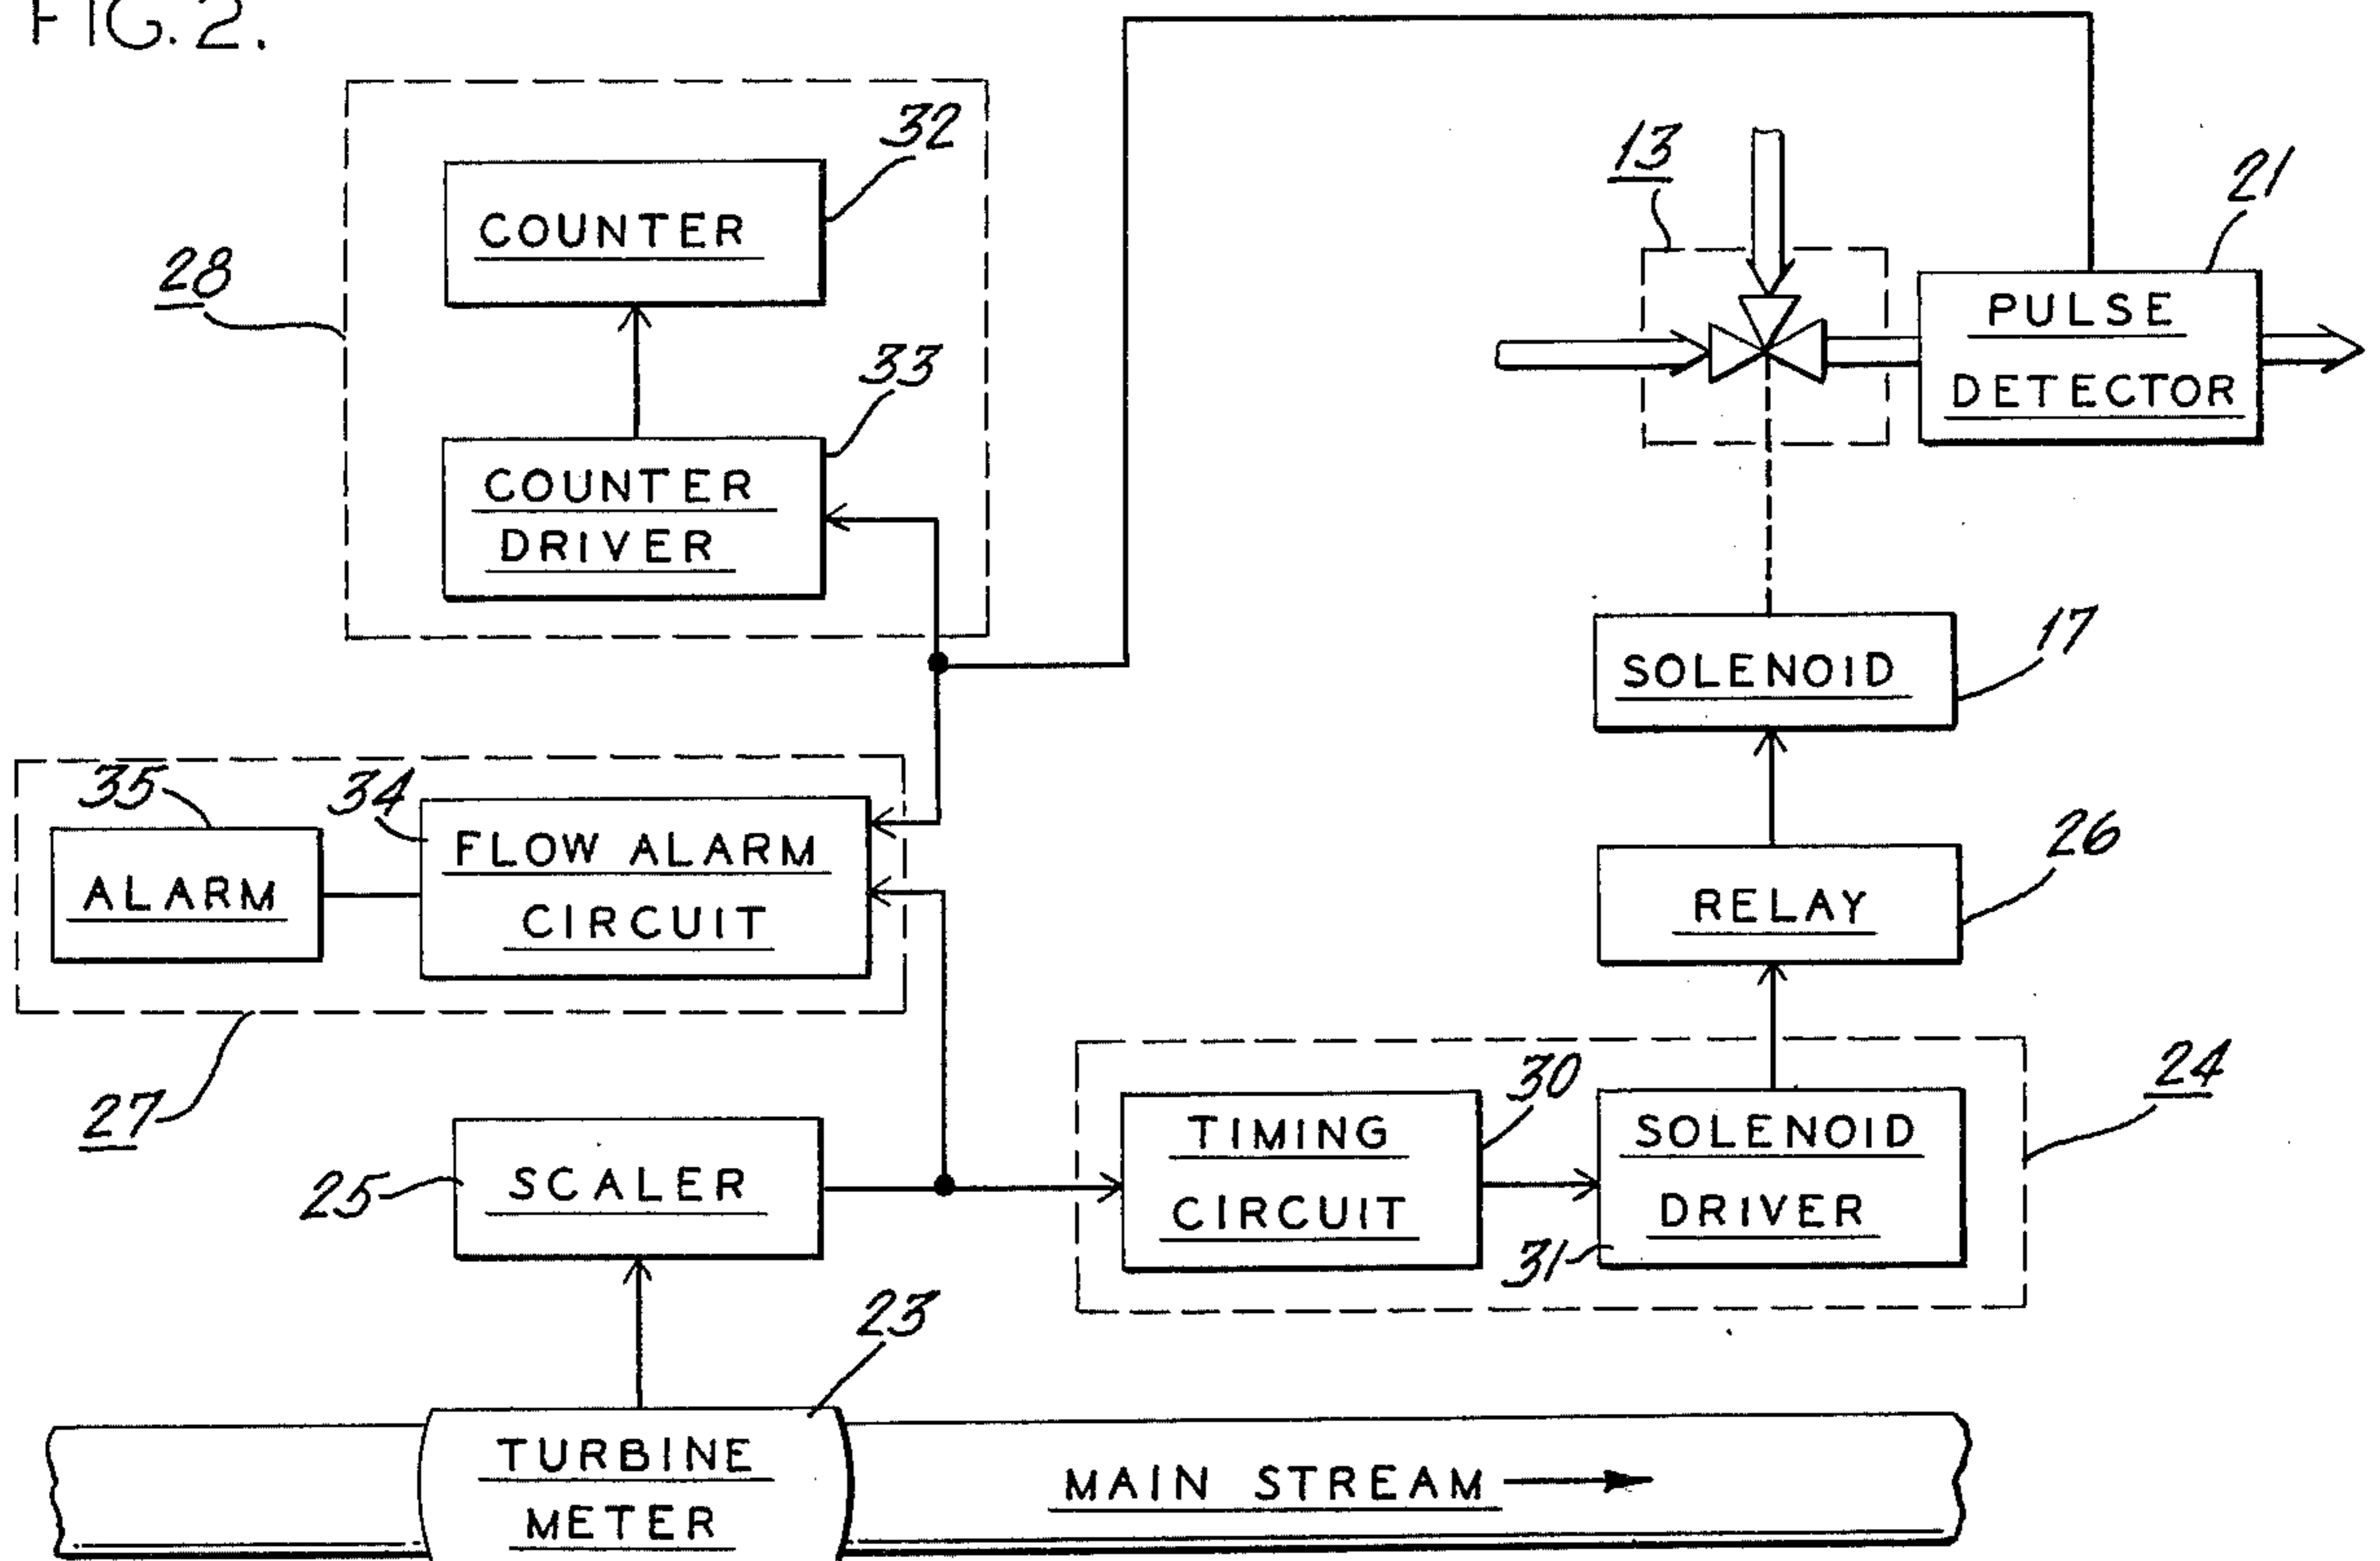 FIG. 2.
32
COUNTER
28
33
COUNTER
DRIVER
13
21
PULSE
DETECTOR
SOLENOID
17
35
34
ALARM
FLOW ALARM
CIRCUIT
27
RELAY
26
25
SCALER
TIMING
CIRCUIT
30
SOLENOID
DRIVER
31
24
23
TURBINE
METER
MAIN STREAM